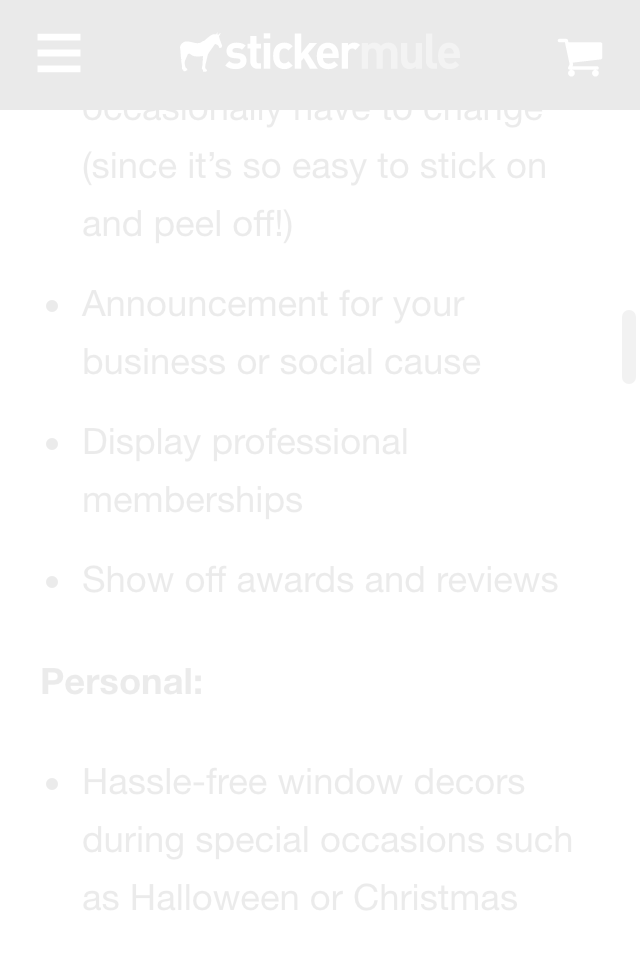 stickermule
occasionally have to change
(since it’s so easy to stick on
and peel off!)
• Announcement for your
business or social cause
• Display professional
memberships
• Show off awards and reviews
Personal:
• Hassle-free window decors
during special occasions such
as Halloween or Christmas